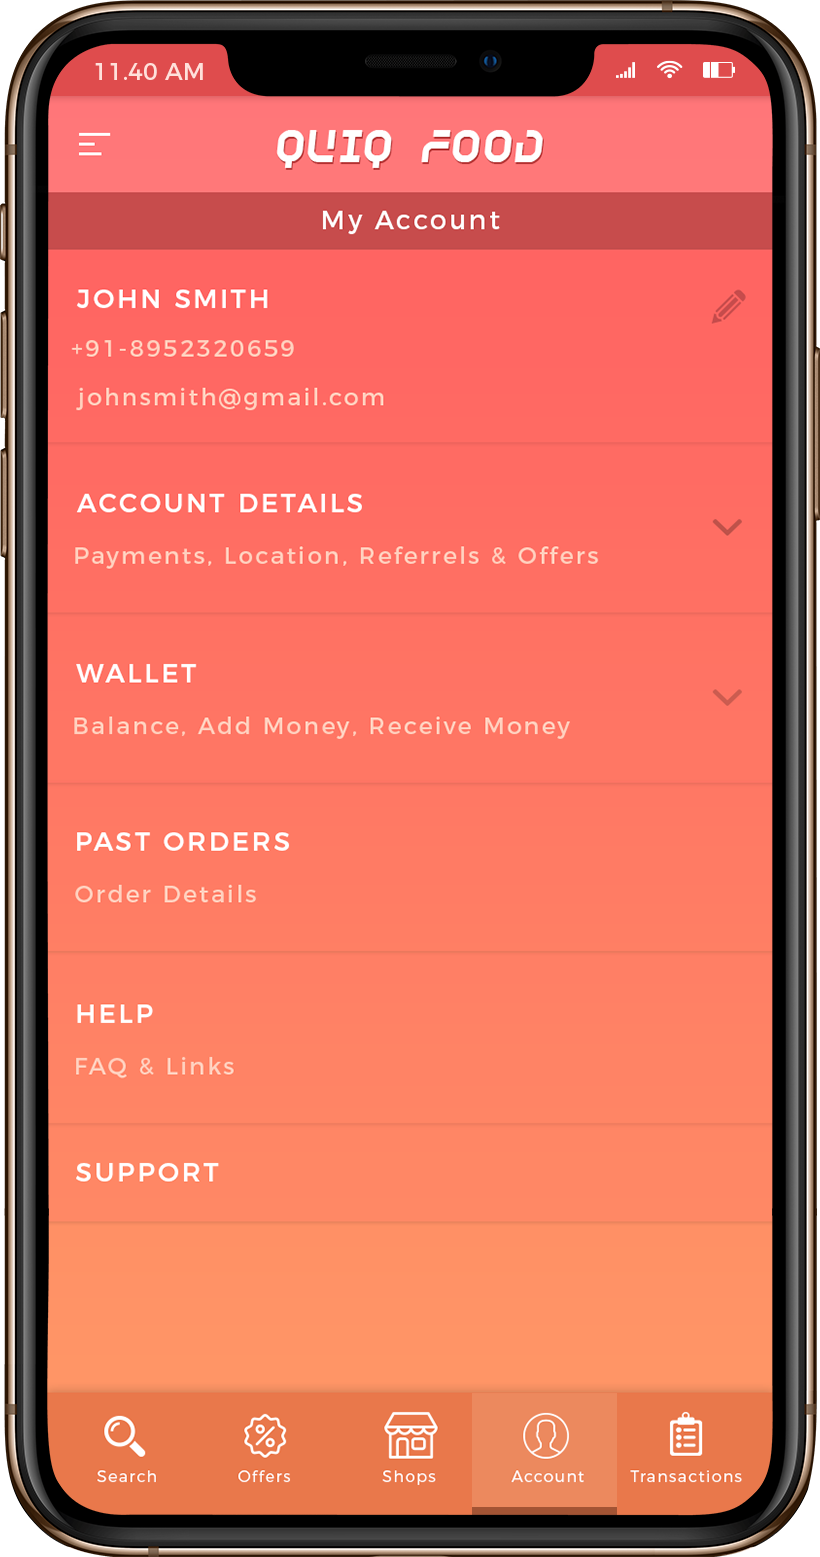 11.40 AM
QUIQ FOOD
My Account
JOHN SMITH
+91-8952320659
johnsmith@gmail.com
ACCOUNT DETAILS
Payments, Location, Referrels & Offers
WALLET
Balance, Add Money, Receive Money
PAST ORDERS
Order Details
HELP
FAQ & Links
SUPPORT
Search Offers Shops Account Transactions